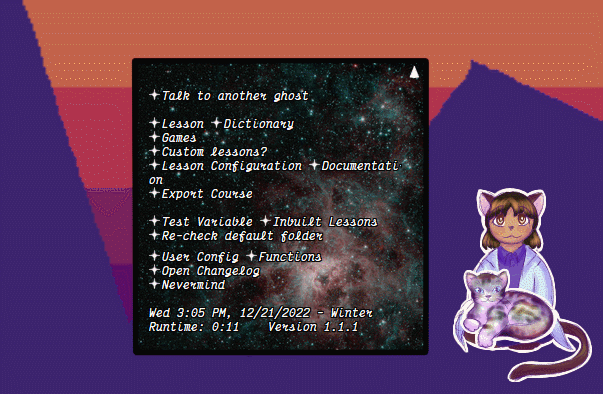 Talk to another ghost
Lesson Dictionary
Games
Custom lessons?
Lesson Configuration Documentati
on
Export Course
Test Variable Inbuilt Lessons
Re-check default folder
User Config Functions
Open Changelog
Nevermind
Wed 3:05 PM, 12/21/2022 - Winter
Runtime: 0:11 Version 1.1.1